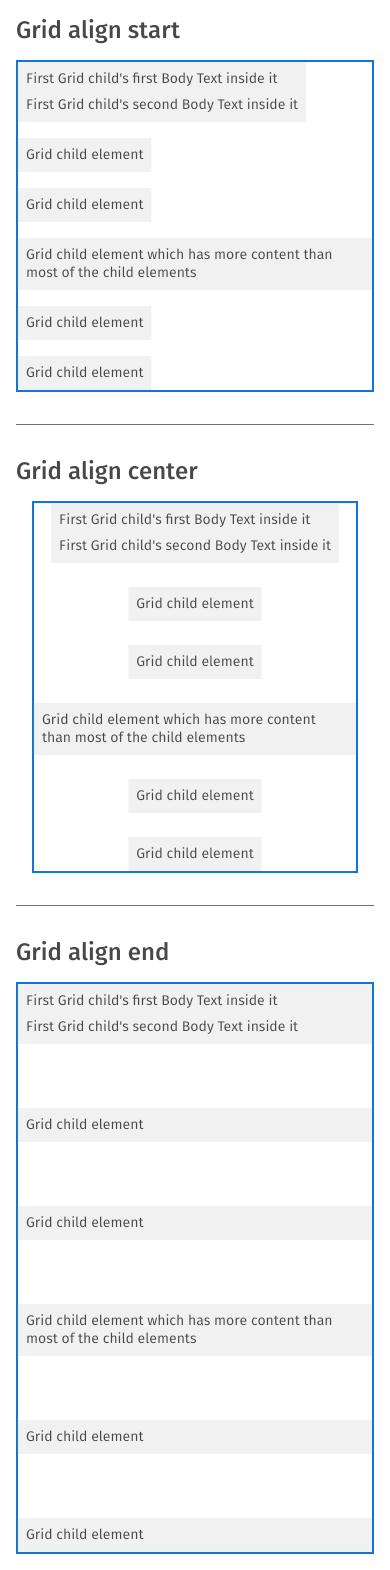 Grid align start
First Grid child's first Body Text inside it
First Grid child's second Body Text inside it
Grid child element
Grid child element
Grid child element which has more content than
most of the child elements
Grid child element
Grid child element
Grid align center
First Grid child's first Body Text inside it
First Grid child's second Body Text inside it
Grid child element
Grid child element
Grid child element which has more content
than most of the child elements
Grid child element
Grid child element
Grid align end
First Grid child's first Body Text inside it
First Grid child's second Body Text inside it
Grid child element
Grid child element
Grid child element which has more content than
most of the child elements
Grid child element
Grid child element